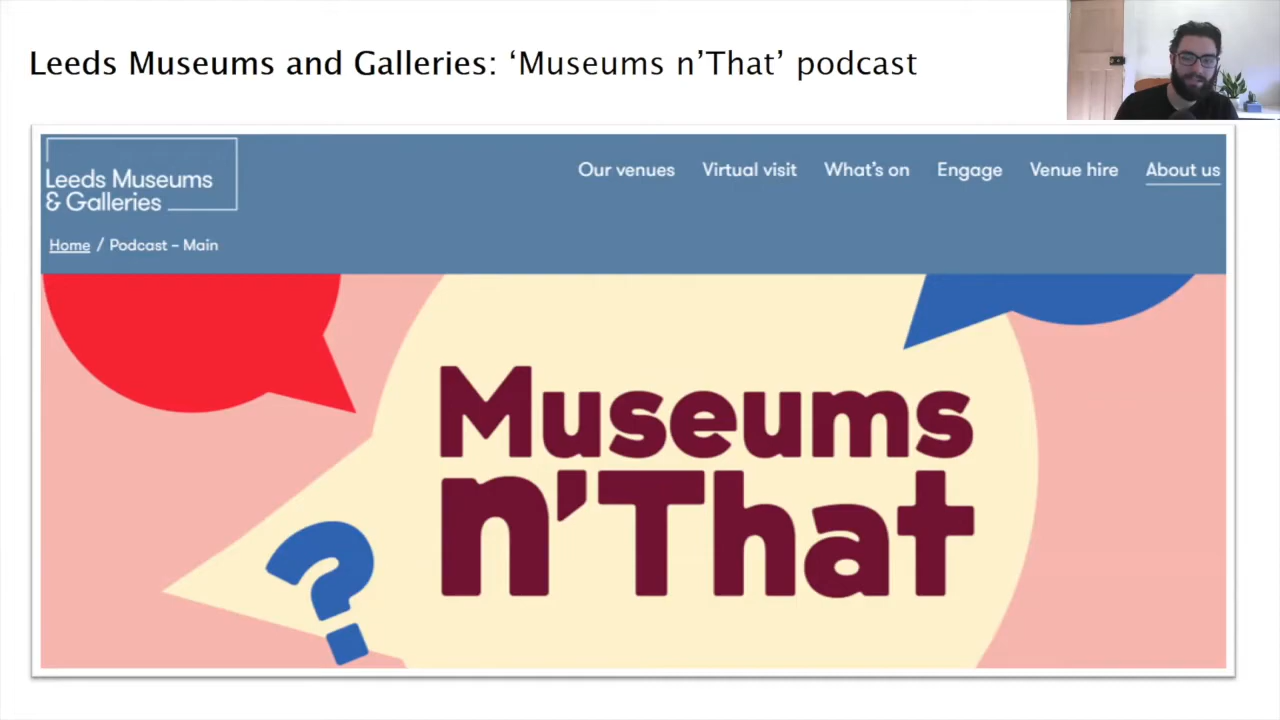 Leeds Museums and Galleries: ‘Museums n’That’ podcast
Leeds Museums
& Galleries
Our venues Virtual visit What’s on Engage Venue hire About us
Home / Podcast – Main
Museums
n’That
?